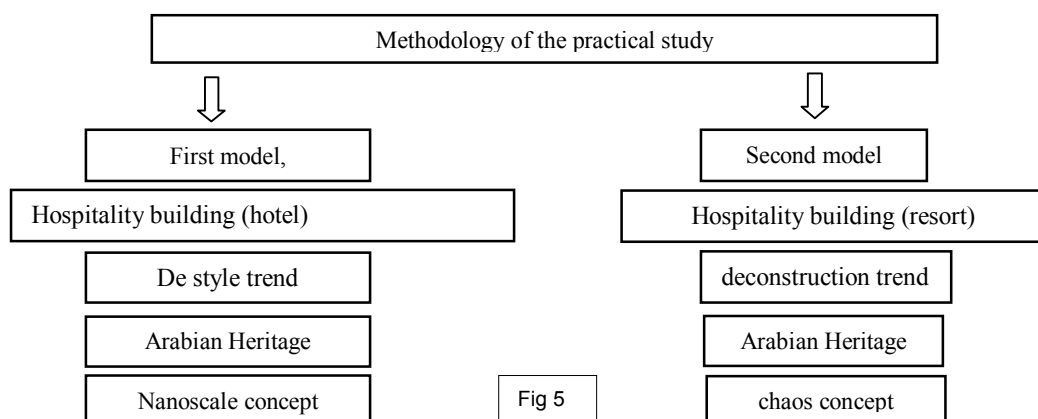 Methodology of the practical study
First model,
Hospitality building (hotel)
De style trend
Arabian Heritage
Nanoscale concept
Second model
Hospitality building (resort)
deconstruction trend
Arabian Heritage
chaos concept
Fig 5